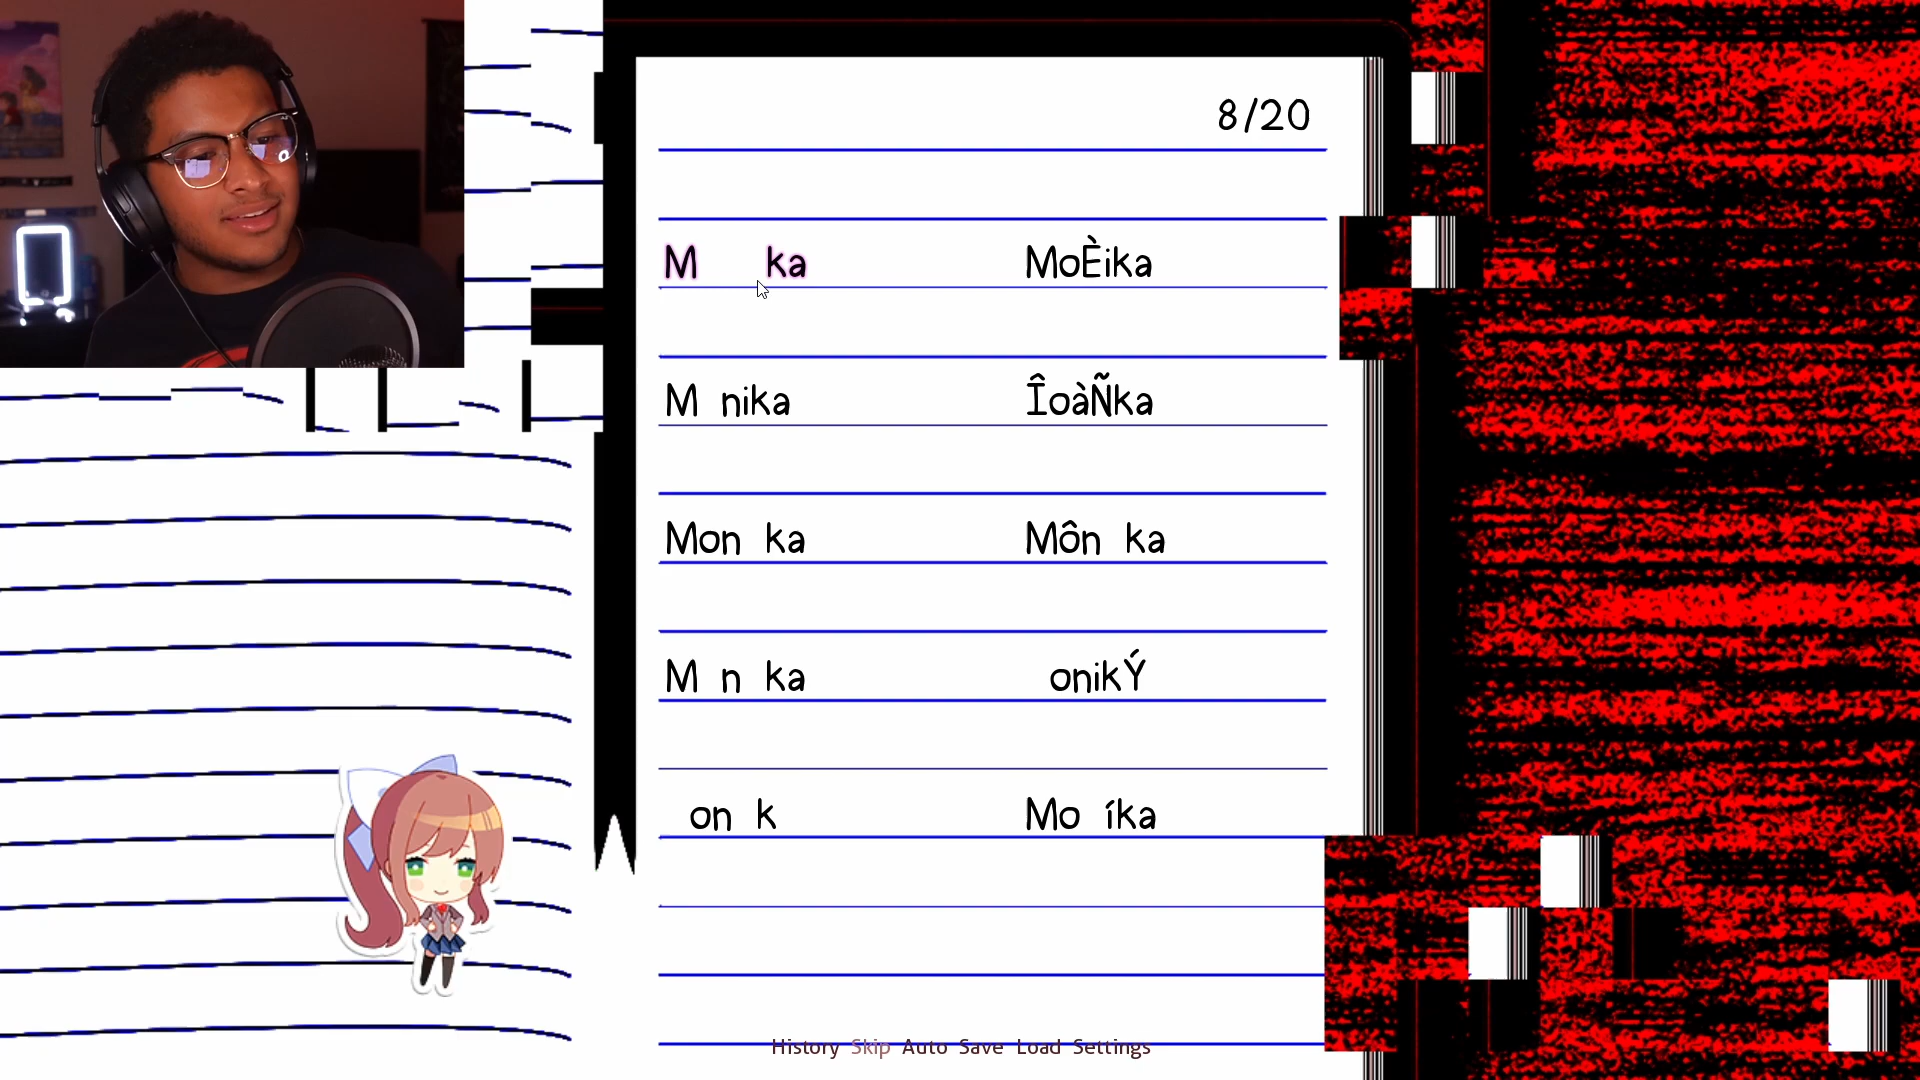 8/20
M ka MoÈika
M nika ÎoàÑka
Mon ka Môn ka
M n ka onikÝ
on k Mo íka
History Skip Auto Save Load Settings